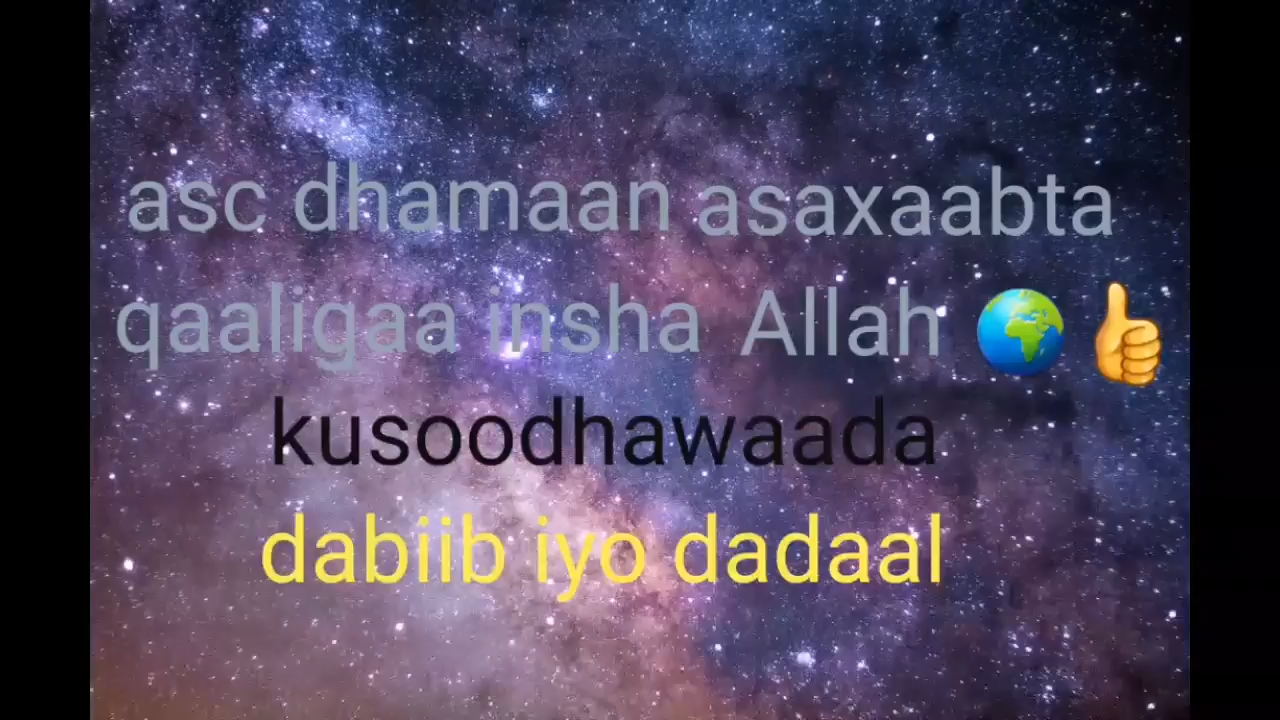 asc dhamaan asaxaabta
qaaligaa insha Allah 🌍👍
kusoodhawaada
dabiib iyo dadaal